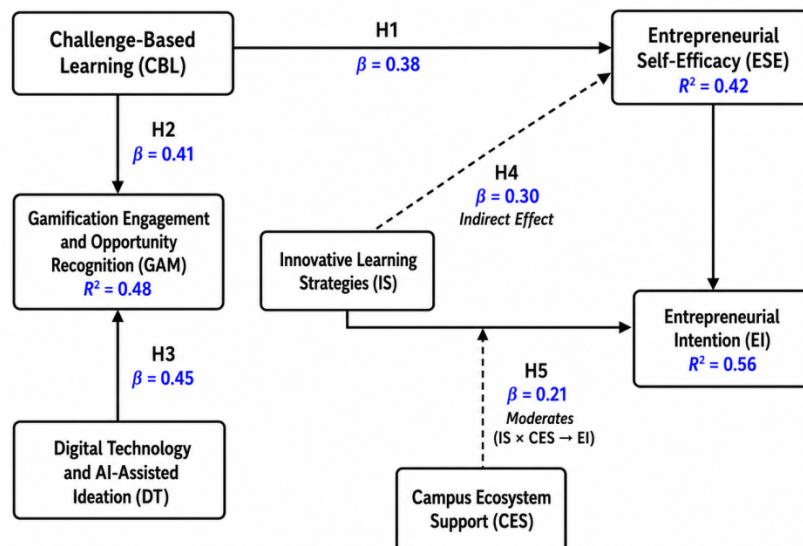 Challenge-Based
Learning (CBL)
H1
β = 0.38
Entrepreneurial
Self-Efficacy (ESE)
R² = 0.42
H2
β = 0.41
H4
β = 0.30
Indirect Effect
Gamification Engagement
and Opportunity
Recognition (GAM)
R² = 0.48
Innovative Learning
Strategies (IS)
Entrepreneurial
Intention (EI)
R² = 0.56
H3
β = 0.45
H5
β = 0.21
Moderates
(IS × CES → EI)
Digital Technology
and AI-Assisted
Ideation (DT)
Campus Ecosystem
Support (CES)